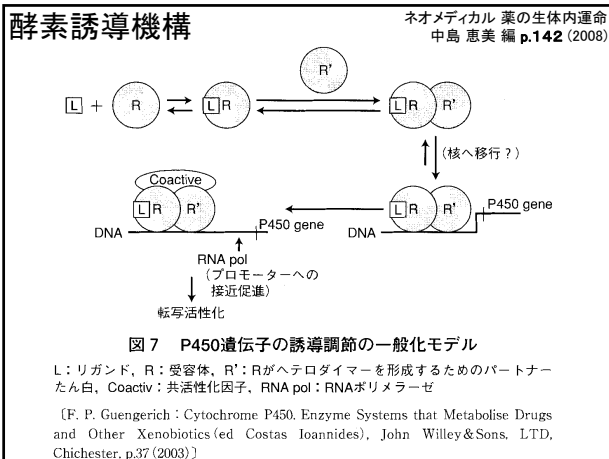 酵素誘導機構
ネオメディカル 薬の生体内運命
中島 恵美 編 p.142 (2008)
R'
L + R LR LR R'
(核へ移行？)
Coactive
LR R' LR R'
P450 gene
DNA
P450 gene
DNA
RNA pol
(プロモーターへの
接近促進)
転写活性化
図7 P450遺伝子の誘導調節の一般化モデル
L：リガンド，R：受容体，R'：Rがヘテロダイマーを形成するためのパートナー
たん白，Coactiv：共活性化因子，RNA pol：RNAポリメラーゼ
〔F. P. Guengerich：Cytochrome P450. Enzyme Systems that Metabolise Drugs
and Other Xenobiotics (ed Costas Ioannides), John Willey&Sons, LTD,
Chichester, p.37 (2003)〕